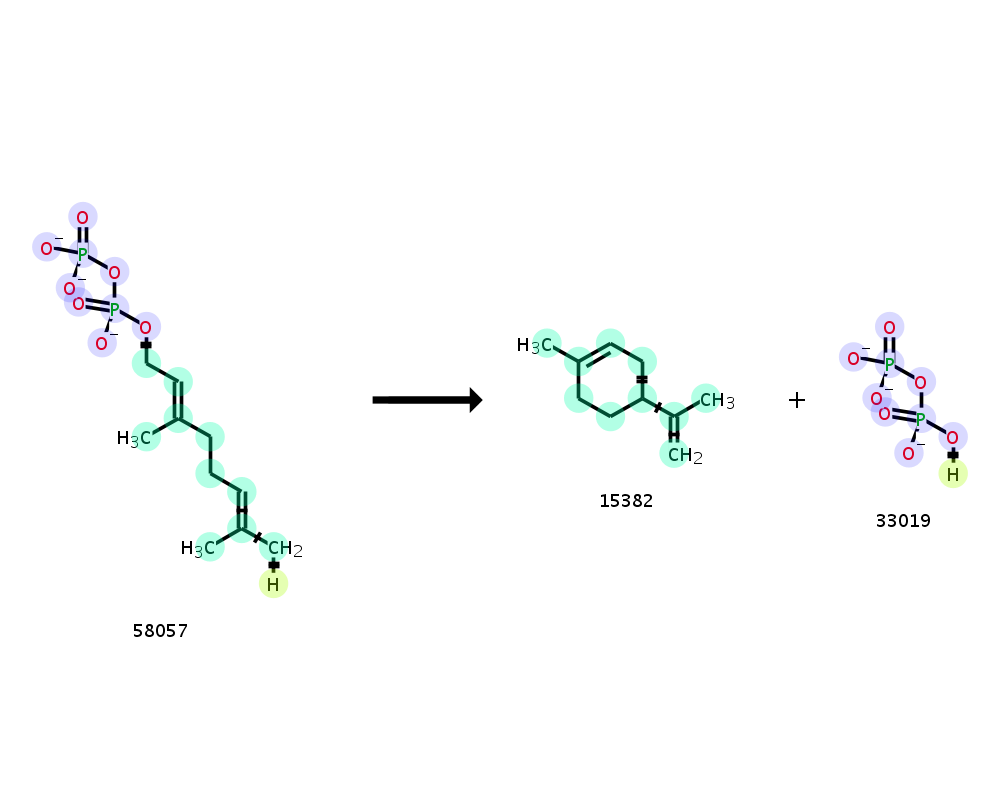 O
O⁻ P
O
O⁻
O P
O
O⁻
H₃C
H₃C CH₂
H
58057
H₃C
CH₃
CH₂
15382
+
O
O⁻ P
O
O⁻
O P
O
O⁻
H
33019